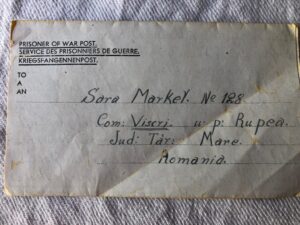 PRISONER OF WAR POST.
SERVICE DES PRISONNIERS DE GUERRE.
KRIEGSFANGENNENPOST.
TO
A
AN
Sara Markel. No 128
Com: Viscri. u: p: Rupea.
Jud: Târ: Mare.
Romania.